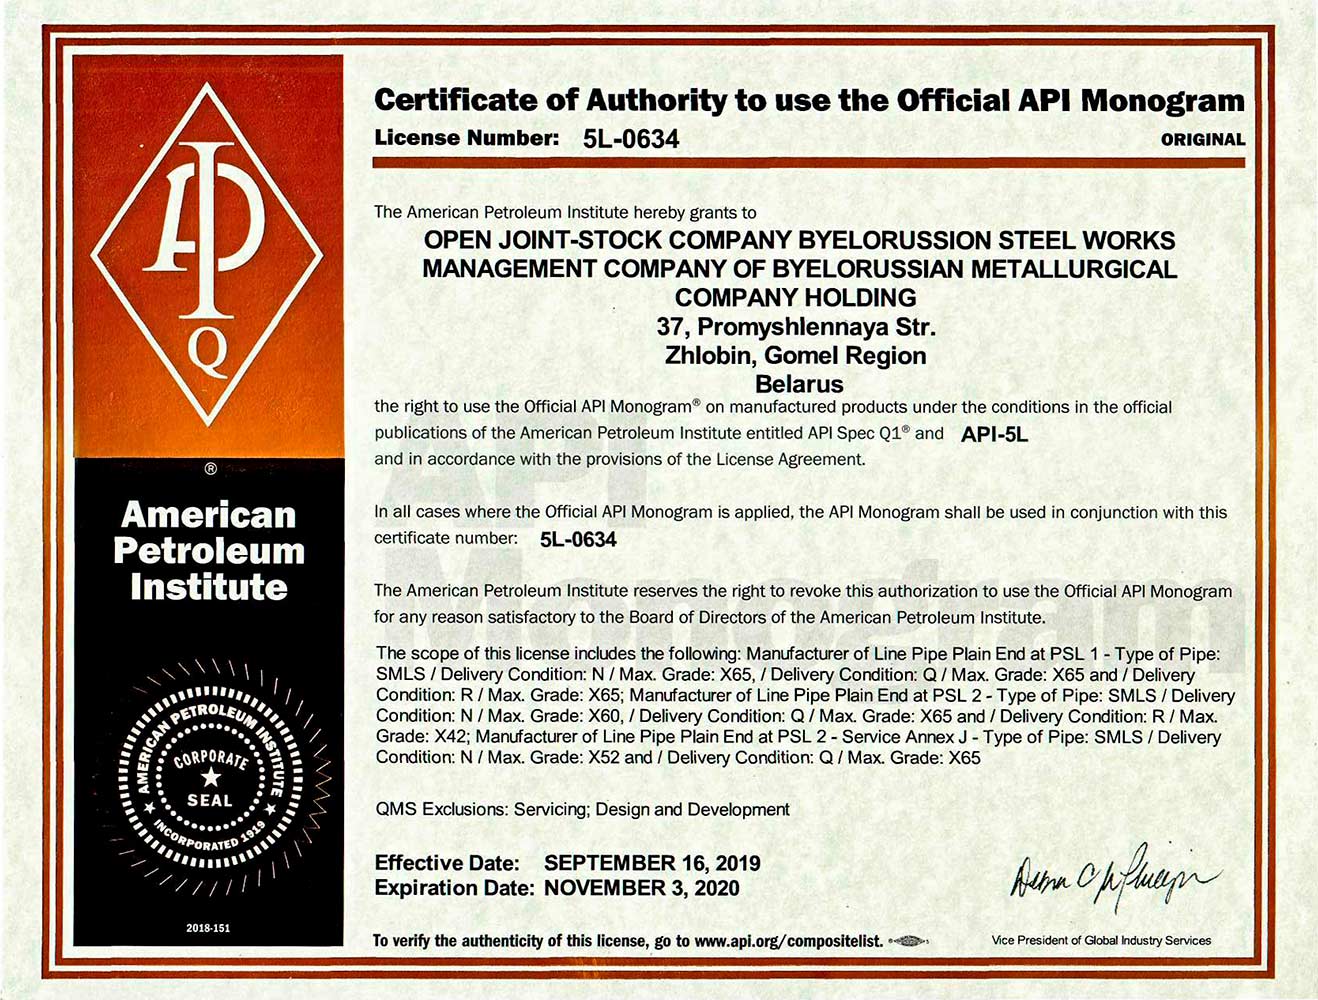 Certificate of Authority to use the Official API Monogram
License Number: 5L-0634
ORIGINAL
The American Petroleum Institute hereby grants to
OPEN JOINT-STOCK COMPANY BYELORUSSION STEEL WORKS
MANAGEMENT COMPANY OF BYELORUSSIAN METALLURGICAL
COMPANY HOLDING
37, Promyshlennaya Str.
Zhlobin, Gomel Region
Belarus
the right to use the Official API Monogram® on manufactured products under the conditions in the official
publications of the American Petroleum Institute entitled API Spec Q1® and API-5L
and in accordance with the provisions of the License Agreement.
In all cases where the Official API Monogram is applied, the API Monogram shall be used in conjunction with this
certificate number: 5L-0634
The American Petroleum Institute reserves the right to revoke this authorization to use the Official API Monogram
for any reason satisfactory to the Board of Directors of the American Petroleum Institute.
The scope of this license includes the following: Manufacturer of Line Pipe Plain End at PSL 1 - Type of Pipe:
SMLS / Delivery Condition: N / Max. Grade: X65, / Delivery Condition: Q / Max. Grade: X65 and / Delivery
Condition: R / Max. Grade: X65; Manufacturer of Line Pipe Plain End at PSL 2 - Type of Pipe: SMLS / Delivery
Condition: N / Max. Grade: X60, / Delivery Condition: Q / Max. Grade: X65 and / Delivery Condition: R / Max.
Grade: X42; Manufacturer of Line Pipe Plain End at PSL 2 - Service Annex J - Type of Pipe: SMLS / Delivery
Condition: N / Max. Grade: X52 and / Delivery Condition: Q / Max. Grade: X65
QMS Exclusions: Servicing; Design and Development
Effective Date: SEPTEMBER 16, 2019
Expiration Date: NOVEMBER 3, 2020
To verify the authenticity of this license, go to www.api.org/compositelist.
Vice President of Global Industry Services
API
Q
®
American
Petroleum
Institute
AMERICAN PETROLEUM INSTITUTE
CORPORATE
SEAL
INCORPORATED 1919
2018-151
API
Monogram